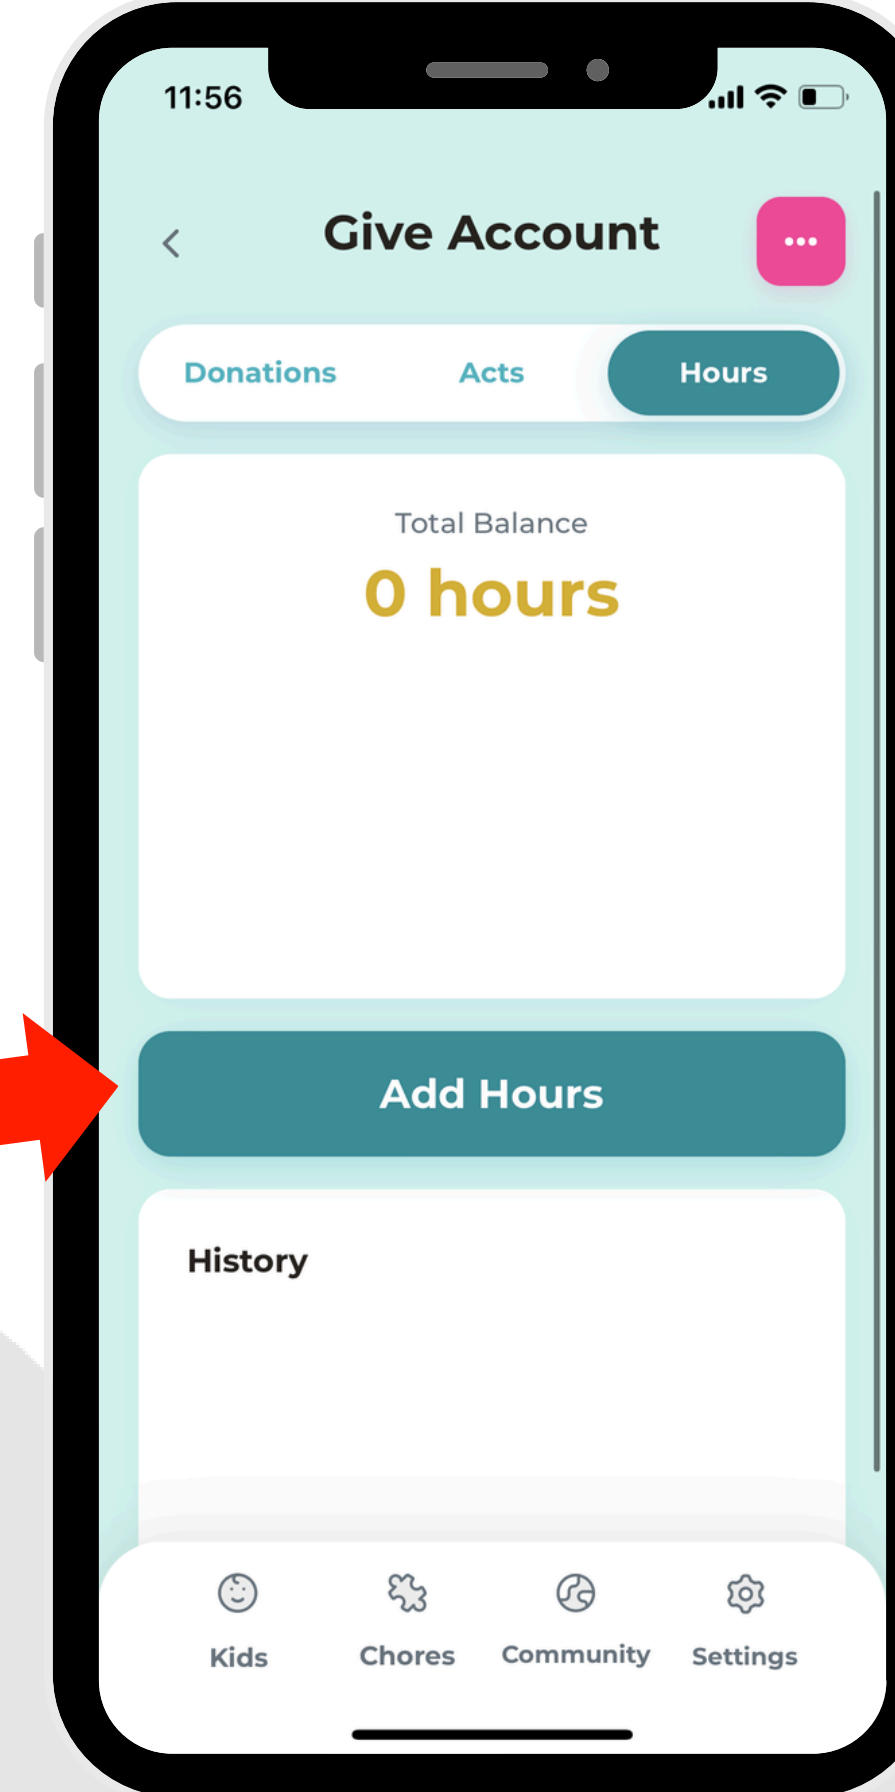 11:56
Give Account
Donations Acts Hours
Total Balance
0 hours
Add Hours
History
Kids Chores Community Settings